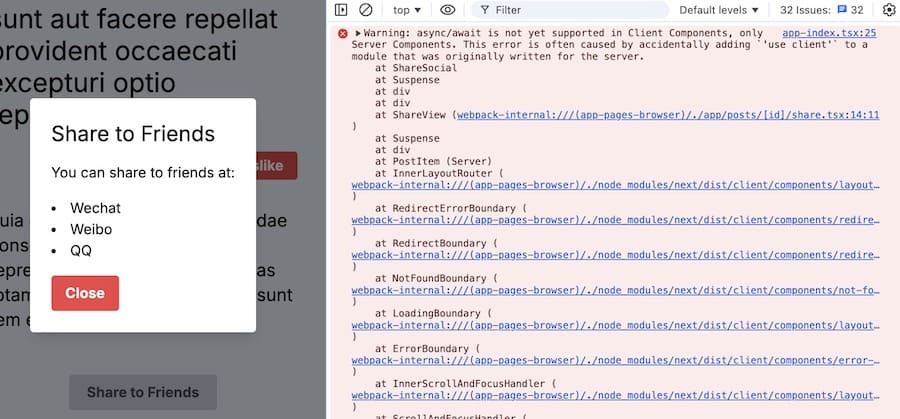 sunt aut facere repellat
provident occaecati
excepturi optio
rep
Share to Friends
You can share to friends at:
slike
• Wechat
• Weibo
• QQ
Close
uia
dae
ons
epre
as
ptam
sunt
em e
Share to Friends
top ▼
Filter
Default levels ▼
32 Issues:
32
▶Warning: async/await is not yet supported in Client Components, only
app-index.tsx:25
Server Components. This error is often caused by accidentally adding `'use client'` to a
module that was originally written for the server.
at ShareSocial
at Suspense
at div
at div
at ShareView (webpack-internal:///(app-pages-browser)/./app/posts/[id]/share.tsx:14:11
)
at Suspense
at div
at PostItem (Server)
at InnerLayoutRouter (
webpack-internal:///(app-pages-browser)/./node_modules/next/dist/client/components/layout…
)
at RedirectErrorBoundary (
webpack-internal:///(app-pages-browser)/./node_modules/next/dist/client/components/redire…
)
at RedirectBoundary (
webpack-internal:///(app-pages-browser)/./node_modules/next/dist/client/components/redire…
)
at NotFoundBoundary (
webpack-internal:///(app-pages-browser)/./node_modules/next/dist/client/components/not-fo…
)
at LoadingBoundary (
webpack-internal:///(app-pages-browser)/./node_modules/next/dist/client/components/layout…
)
at ErrorBoundary (
webpack-internal:///(app-pages-browser)/./node_modules/next/dist/client/components/error-…
)
at InnerScrollAndFocusHandler (
webpack-internal:///(app-pages-browser)/./node_modules/next/dist/client/components/layout…
)
at ScrollAndFocusHandler (